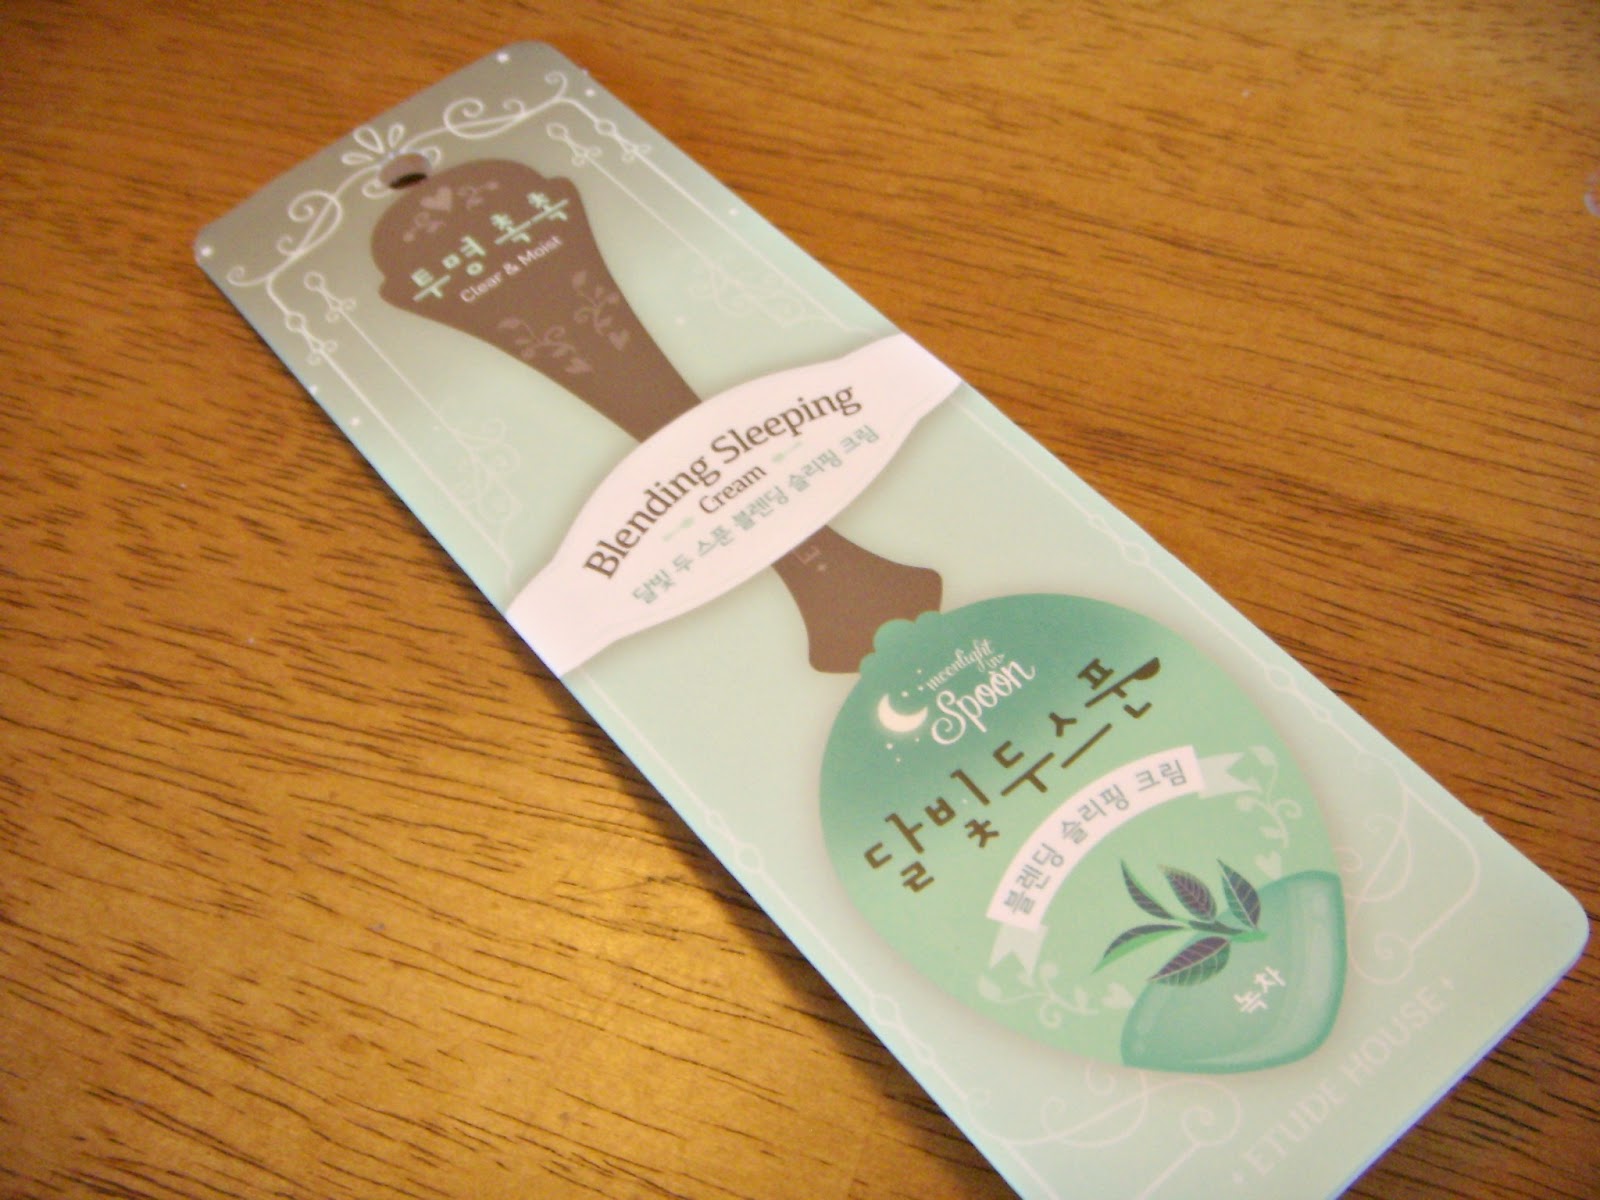 투명 촉촉
Clear & Moist
Blending Sleeping
Cream
달빛 두 스푼 블렌딩 슬리핑 크림
E
moonlight
in
Spoon
달빛두스푼
블렌딩 슬리핑 크림
녹차
ETUDE HOUSE